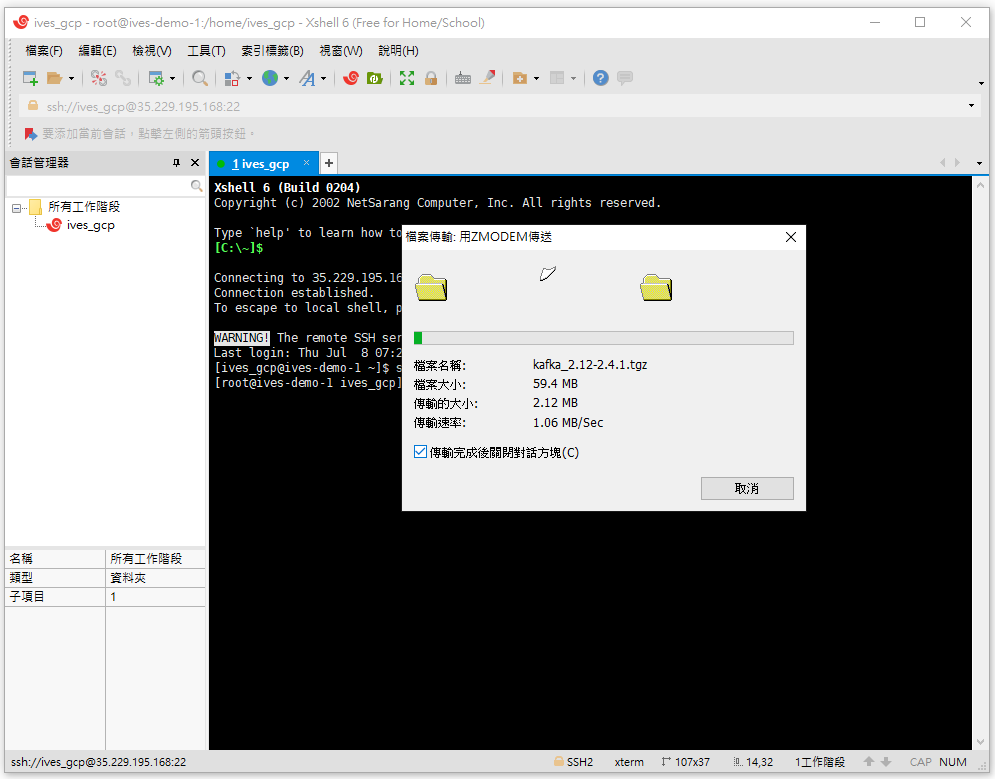 ives_gcp - root@ives-demo-1:/home/ives_gcp - Xshell 6 (Free for Home/School)
檔案(F) 編輯(E) 檢視(V) 工具(T) 索引標籤(B) 視窗(W) 說明(H)
ssh://ives_gcp@35.229.195.168:22
要添加當前會話，點擊左側的箭頭按鈕。
會話管理器
1 ives_gcp
所有工作階段
ives_gcp
Xshell 6 (Build 0204)
Copyright (c) 2002 NetSarang Computer, Inc. All rights reserved.
Type `help' to learn how to
[C:\~]$
Connecting to 35.229.195.16
Connection established.
To escape to local shell, p
WARNING! The remote SSH ser
Last login: Thu Jul  8 07:2
[ives_gcp@ives-demo-1 ~]$ s
[root@ives-demo-1 ives_gcp]
檔案傳輸: 用ZMODEM傳送
檔案名稱: kafka_2.12-2.4.1.tgz
檔案大小: 59.4 MB
傳輸的大小: 2.12 MB
傳輸速率: 1.06 MB/Sec
傳輸完成後關閉對話方塊(C)
取消
名稱 所有工作階段
類型 資料夾
子項目 1
ssh://ives_gcp@35.229.195.168:22 SSH2 xterm 107x37 14,32 1工作階段 CAP NUM